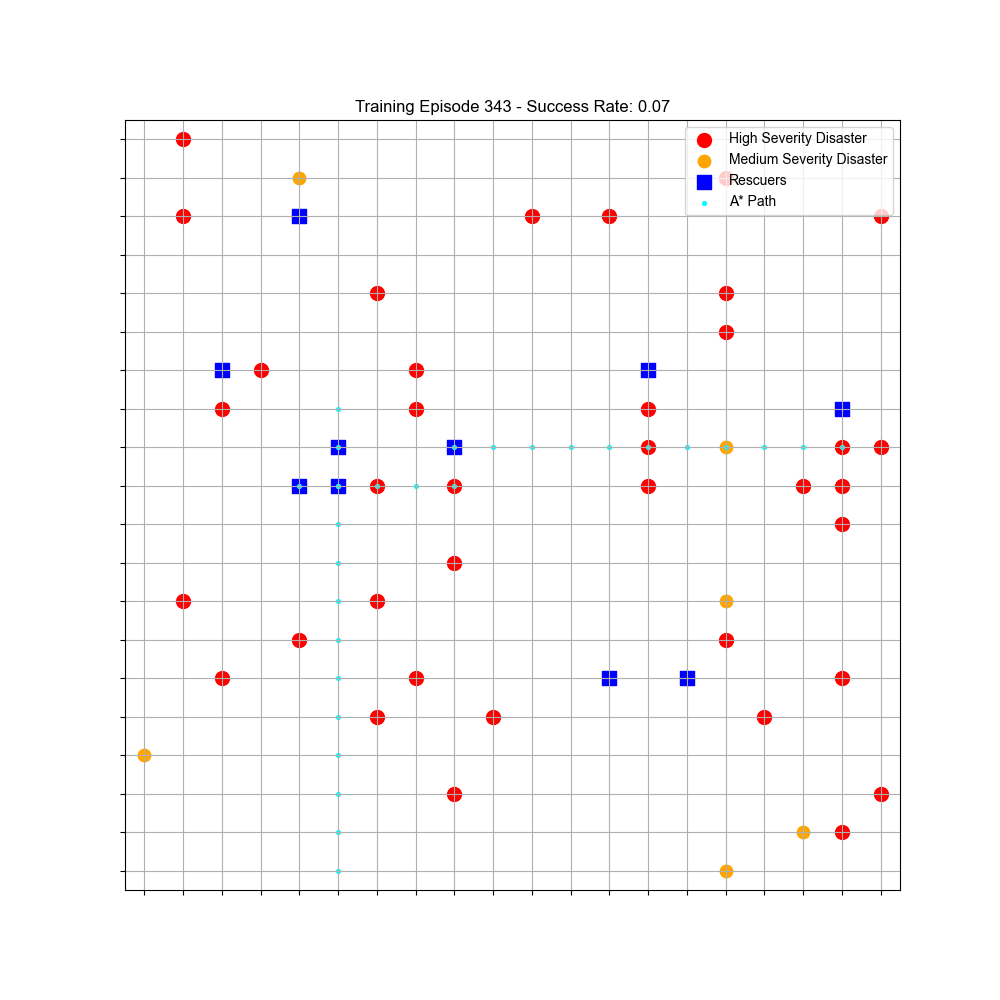 Training Episode 343 - Success Rate: 0.07
High Severity Disaster
Medium Severity Disaster
Rescuers
A* Path